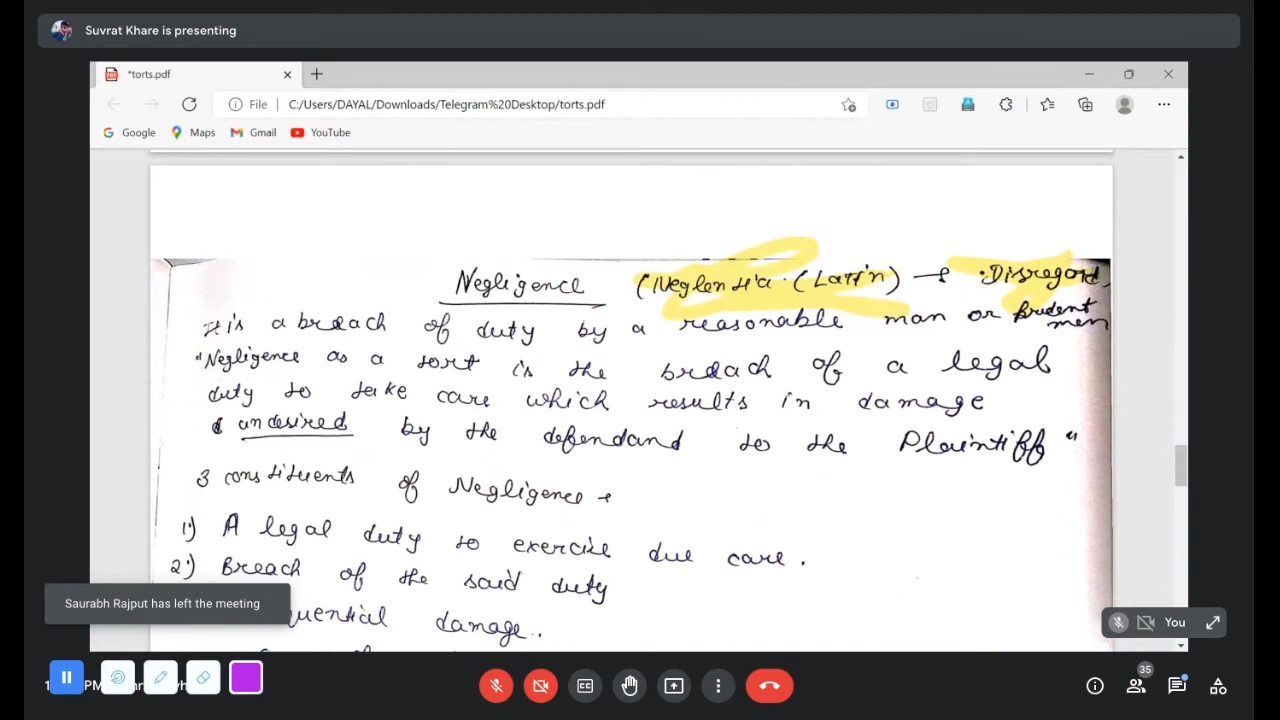 Suvrat Khare is presenting
*torts.pdf
File C:/Users/DAYAL/Downloads/Telegram%20Desktop/torts.pdf
Google Maps Gmail YouTube
Negligence (Neglentia (Lattin) → Disregard
It is a breach of duty by a reasonable man or Prudent men
"Negligence as a tort is the breach of a legal
duty to take care which results in damage
undesired by the defendand to the Plaintiff"
3 constituents of Negligence →
1) A legal duty to exercise due care.
2) Breach of the said duty
Saurabh Rajput has left the meeting
quential damage..
You
35